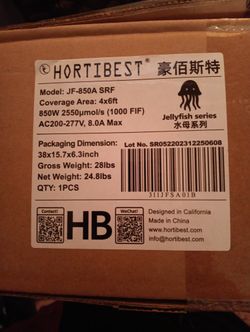 HORTIBEST 豪佰斯特
Model: JF-850A SRF
Coverage Area: 4x6ft
850W 2550μmol/s (1000 FIF)
AC200-277V, 8.0A Max
Jellyfish series
水母系列
Packaging Dimension:
38x15.7x6.3inch
Gross Weight: 28lbs
Net Weight: 24.8lbs
QTY: 1PCS
Lot No: SR052202312250608
3IIJFSA01B
HB
Website:
WeChat:
Designed in California
Made in China
www.hortibest.com
info@hortibest.com